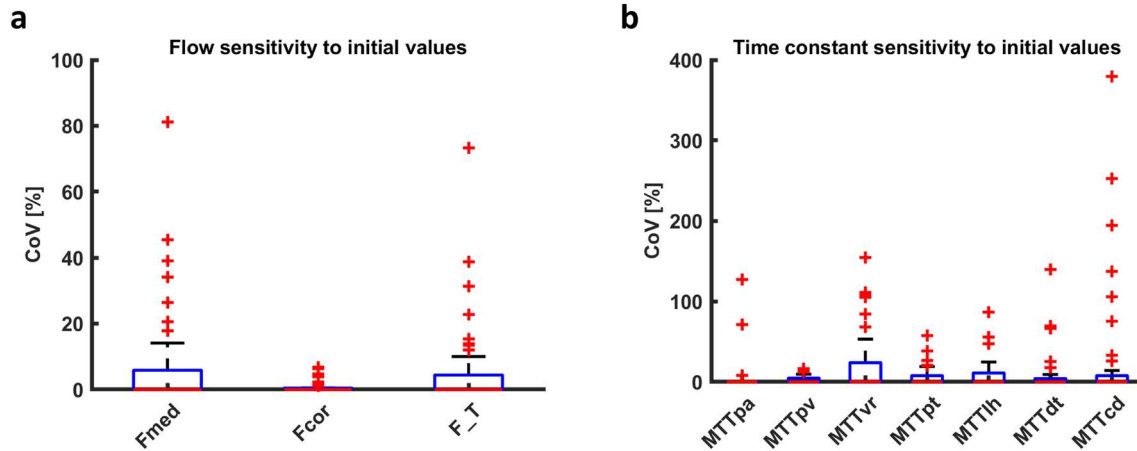 a
Flow sensitivity to initial values
100
80
60
40
20
0
CoV [%]
Fmed
Fcor
F_T
b
Time constant sensitivity to initial values
400
300
200
100
0
CoV [%]
MTTpa
MTTpv
MTTvr
MTTpt
MTTlh
MTTdt
MTTcd